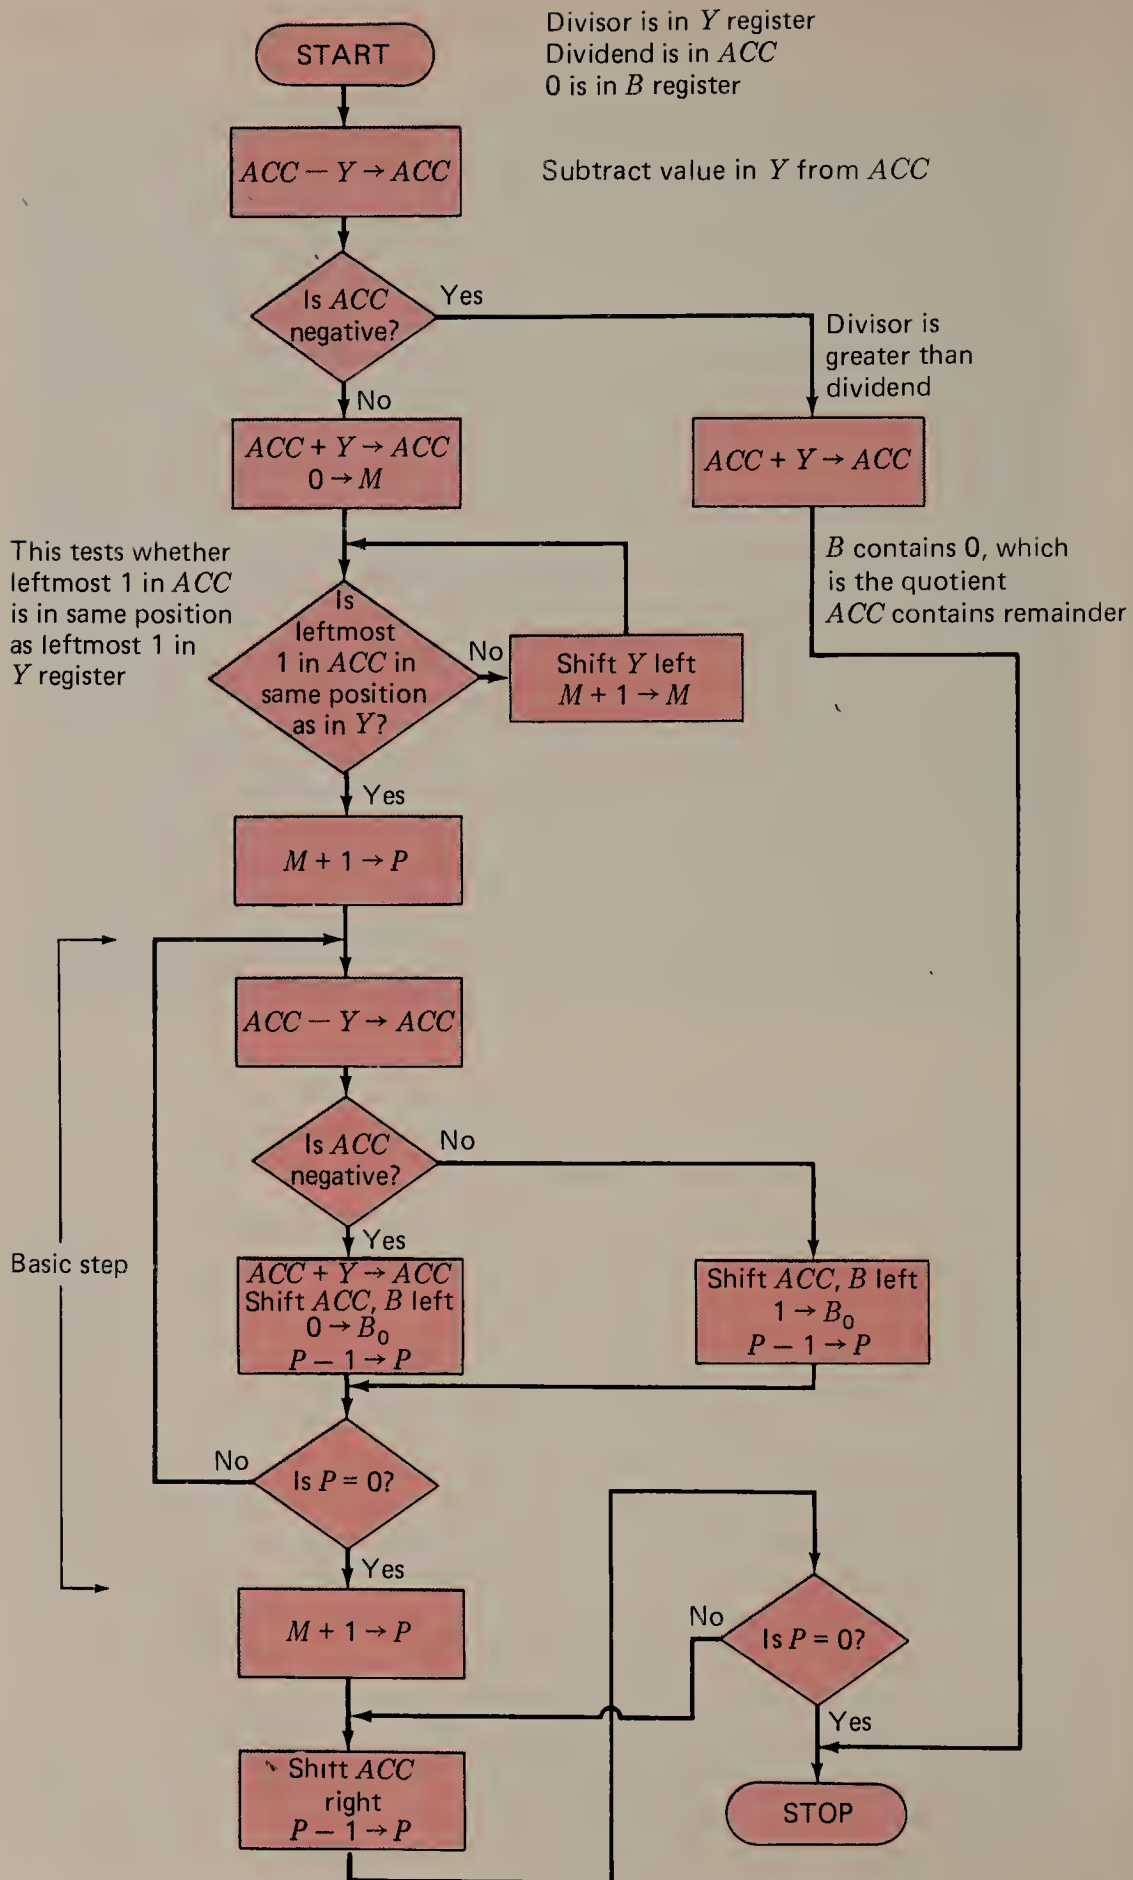 Divisor is in Y register
Dividend is in ACC
0 is in B register
START
ACC − Y → ACC
Subtract value in Y from ACC
Is ACC
negative?
Yes
Divisor is
greater than
dividend
No
ACC + Y → ACC
0 → M
ACC + Y → ACC
This tests whether
leftmost 1 in ACC
is in same position
as leftmost 1 in
Y register
B contains 0, which
is the quotient
ACC contains remainder
Is
leftmost
1 in ACC in
same position
as in Y?
No
Shift Y left
M + 1 → M
Yes
M + 1 → P
ACC − Y → ACC
Is ACC
negative?
No
Yes
Basic step
ACC + Y → ACC
Shift ACC, B left
0 → B₀
P − 1 → P
Shift ACC, B left
1 → B₀
P − 1 → P
No
Is P = 0?
Yes
M + 1 → P
No
Is P = 0?
Yes
Shift ACC
right
P − 1 → P
STOP